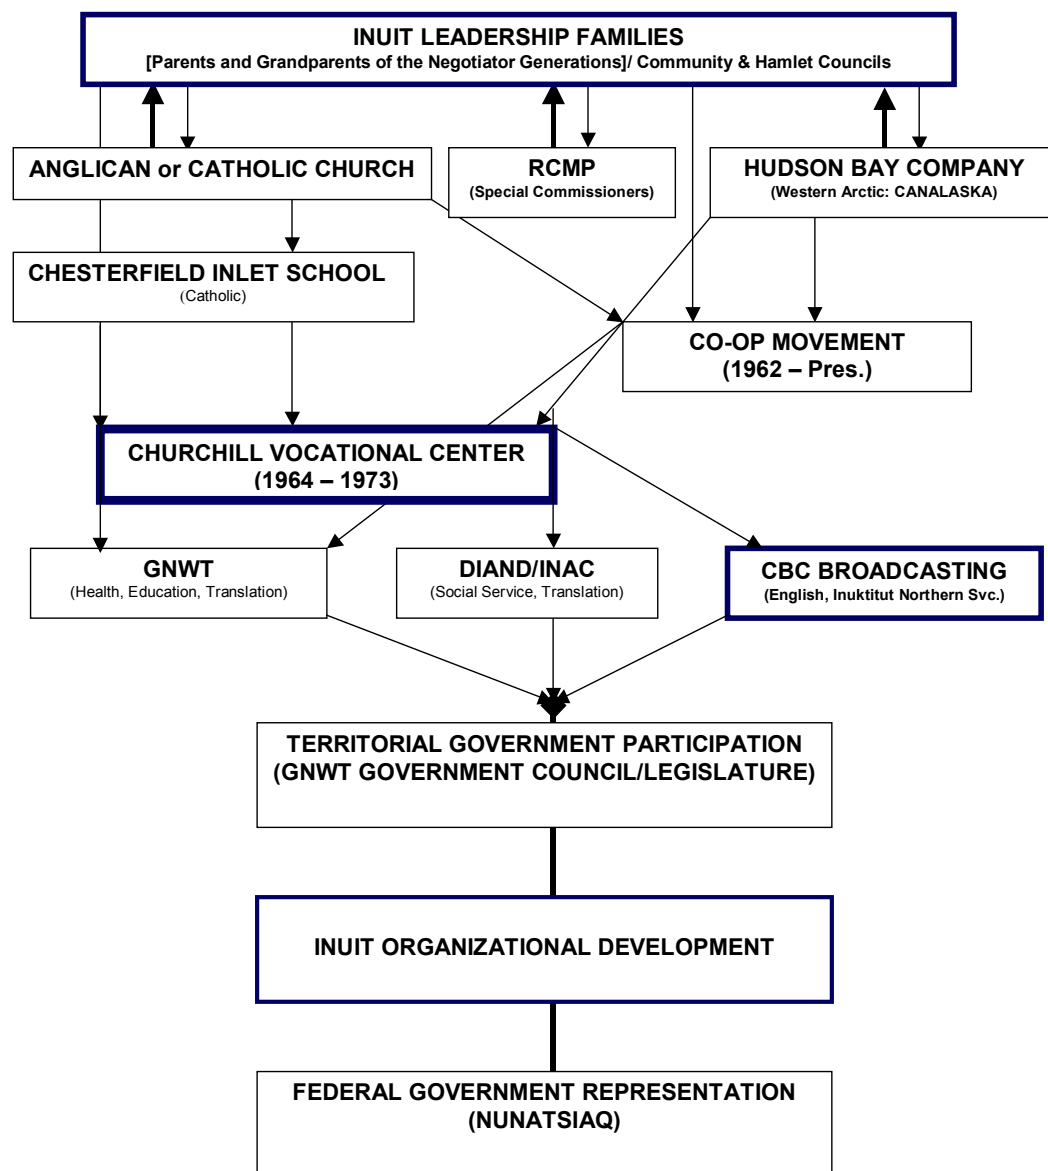 INUIT LEADERSHIP FAMILIES
[Parents and Grandparents of the Negotiator Generations]/ Community & Hamlet Councils
ANGLICAN or CATHOLIC CHURCH
RCMP
(Special Commissioners)
HUDSON BAY COMPANY
(Western Arctic: CANALASKA)
CHESTERFIELD INLET SCHOOL
(Catholic)
CO-OP MOVEMENT
(1962 – Pres.)
CHURCHILL VOCATIONAL CENTER
(1964 – 1973)
GNWT
(Health, Education, Translation)
DIAND/INAC
(Social Service, Translation)
CBC BROADCASTING
(English, Inuktitut Northern Svc.)
TERRITORIAL GOVERNMENT PARTICIPATION
(GNWT GOVERNMENT COUNCIL/LEGISLATURE)
INUIT ORGANIZATIONAL DEVELOPMENT
FEDERAL GOVERNMENT REPRESENTATION
(NUNATSIAQ)